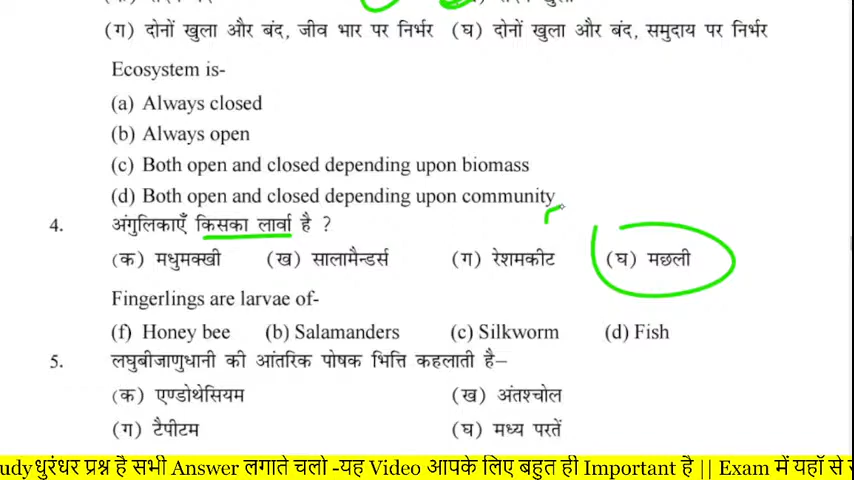 (ग) दोनों खुला और बंद, जीव भार पर निर्भर (घ) दोनों खुला और बंद, समुदाय पर निर्भर
Ecosystem is-
(a) Always closed
(b) Always open
(c) Both open and closed depending upon biomass
(d) Both open and closed depending upon community
4. अंगुलिकाएँ किसका लार्वा है ?
(क) मधुमक्खी (ख) सालामैन्डर्स (ग) रेशमकीट (घ) मछली
Fingerlings are larvae of-
(f) Honey bee (b) Salamanders (c) Silkworm (d) Fish
5. लघुबीजाणुधानी की आंतरिक पोषक भित्ति कहलाती है–
(क) एण्डोथेसियम (ख) अंतश्चोल
(ग) टैपीटम (घ) मध्य परतें
udy धुरंधर प्रश्न है सभी Answer लगाते चलो -यह Video आपके लिए बहुत ही Important है || Exam में यहाँ से